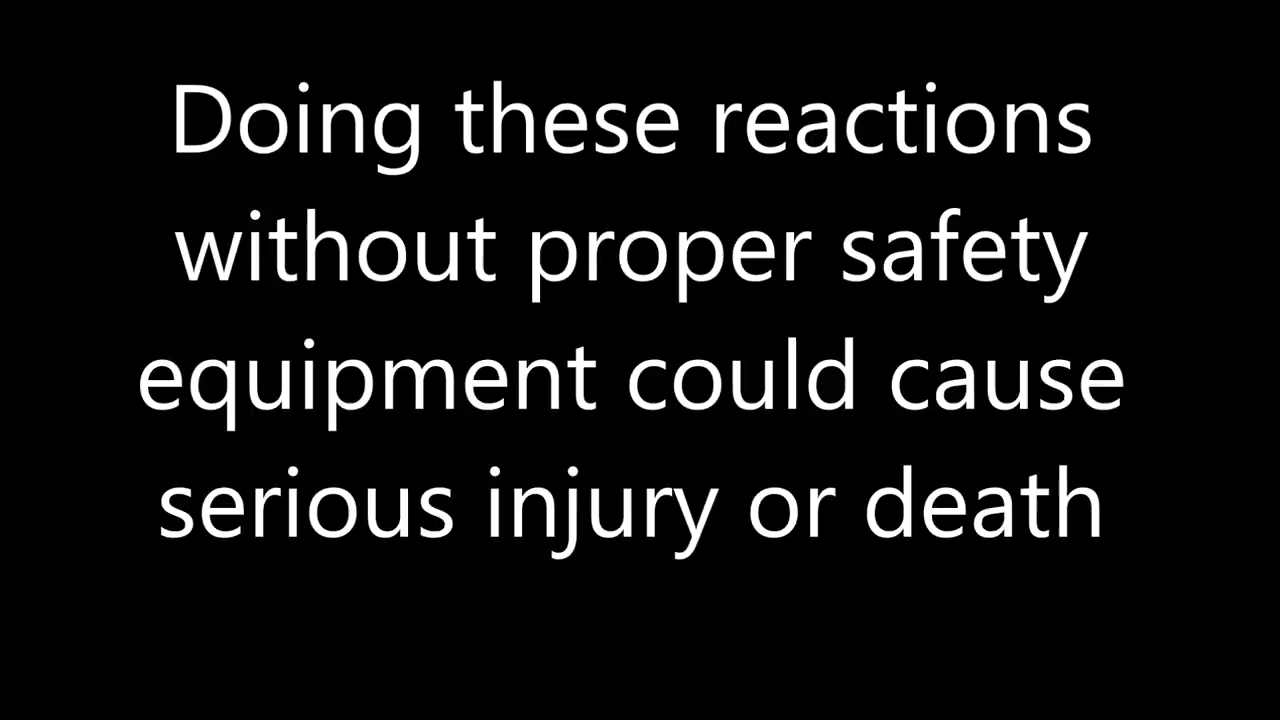 Doing these reactions
without proper safety
equipment could cause
serious injury or death